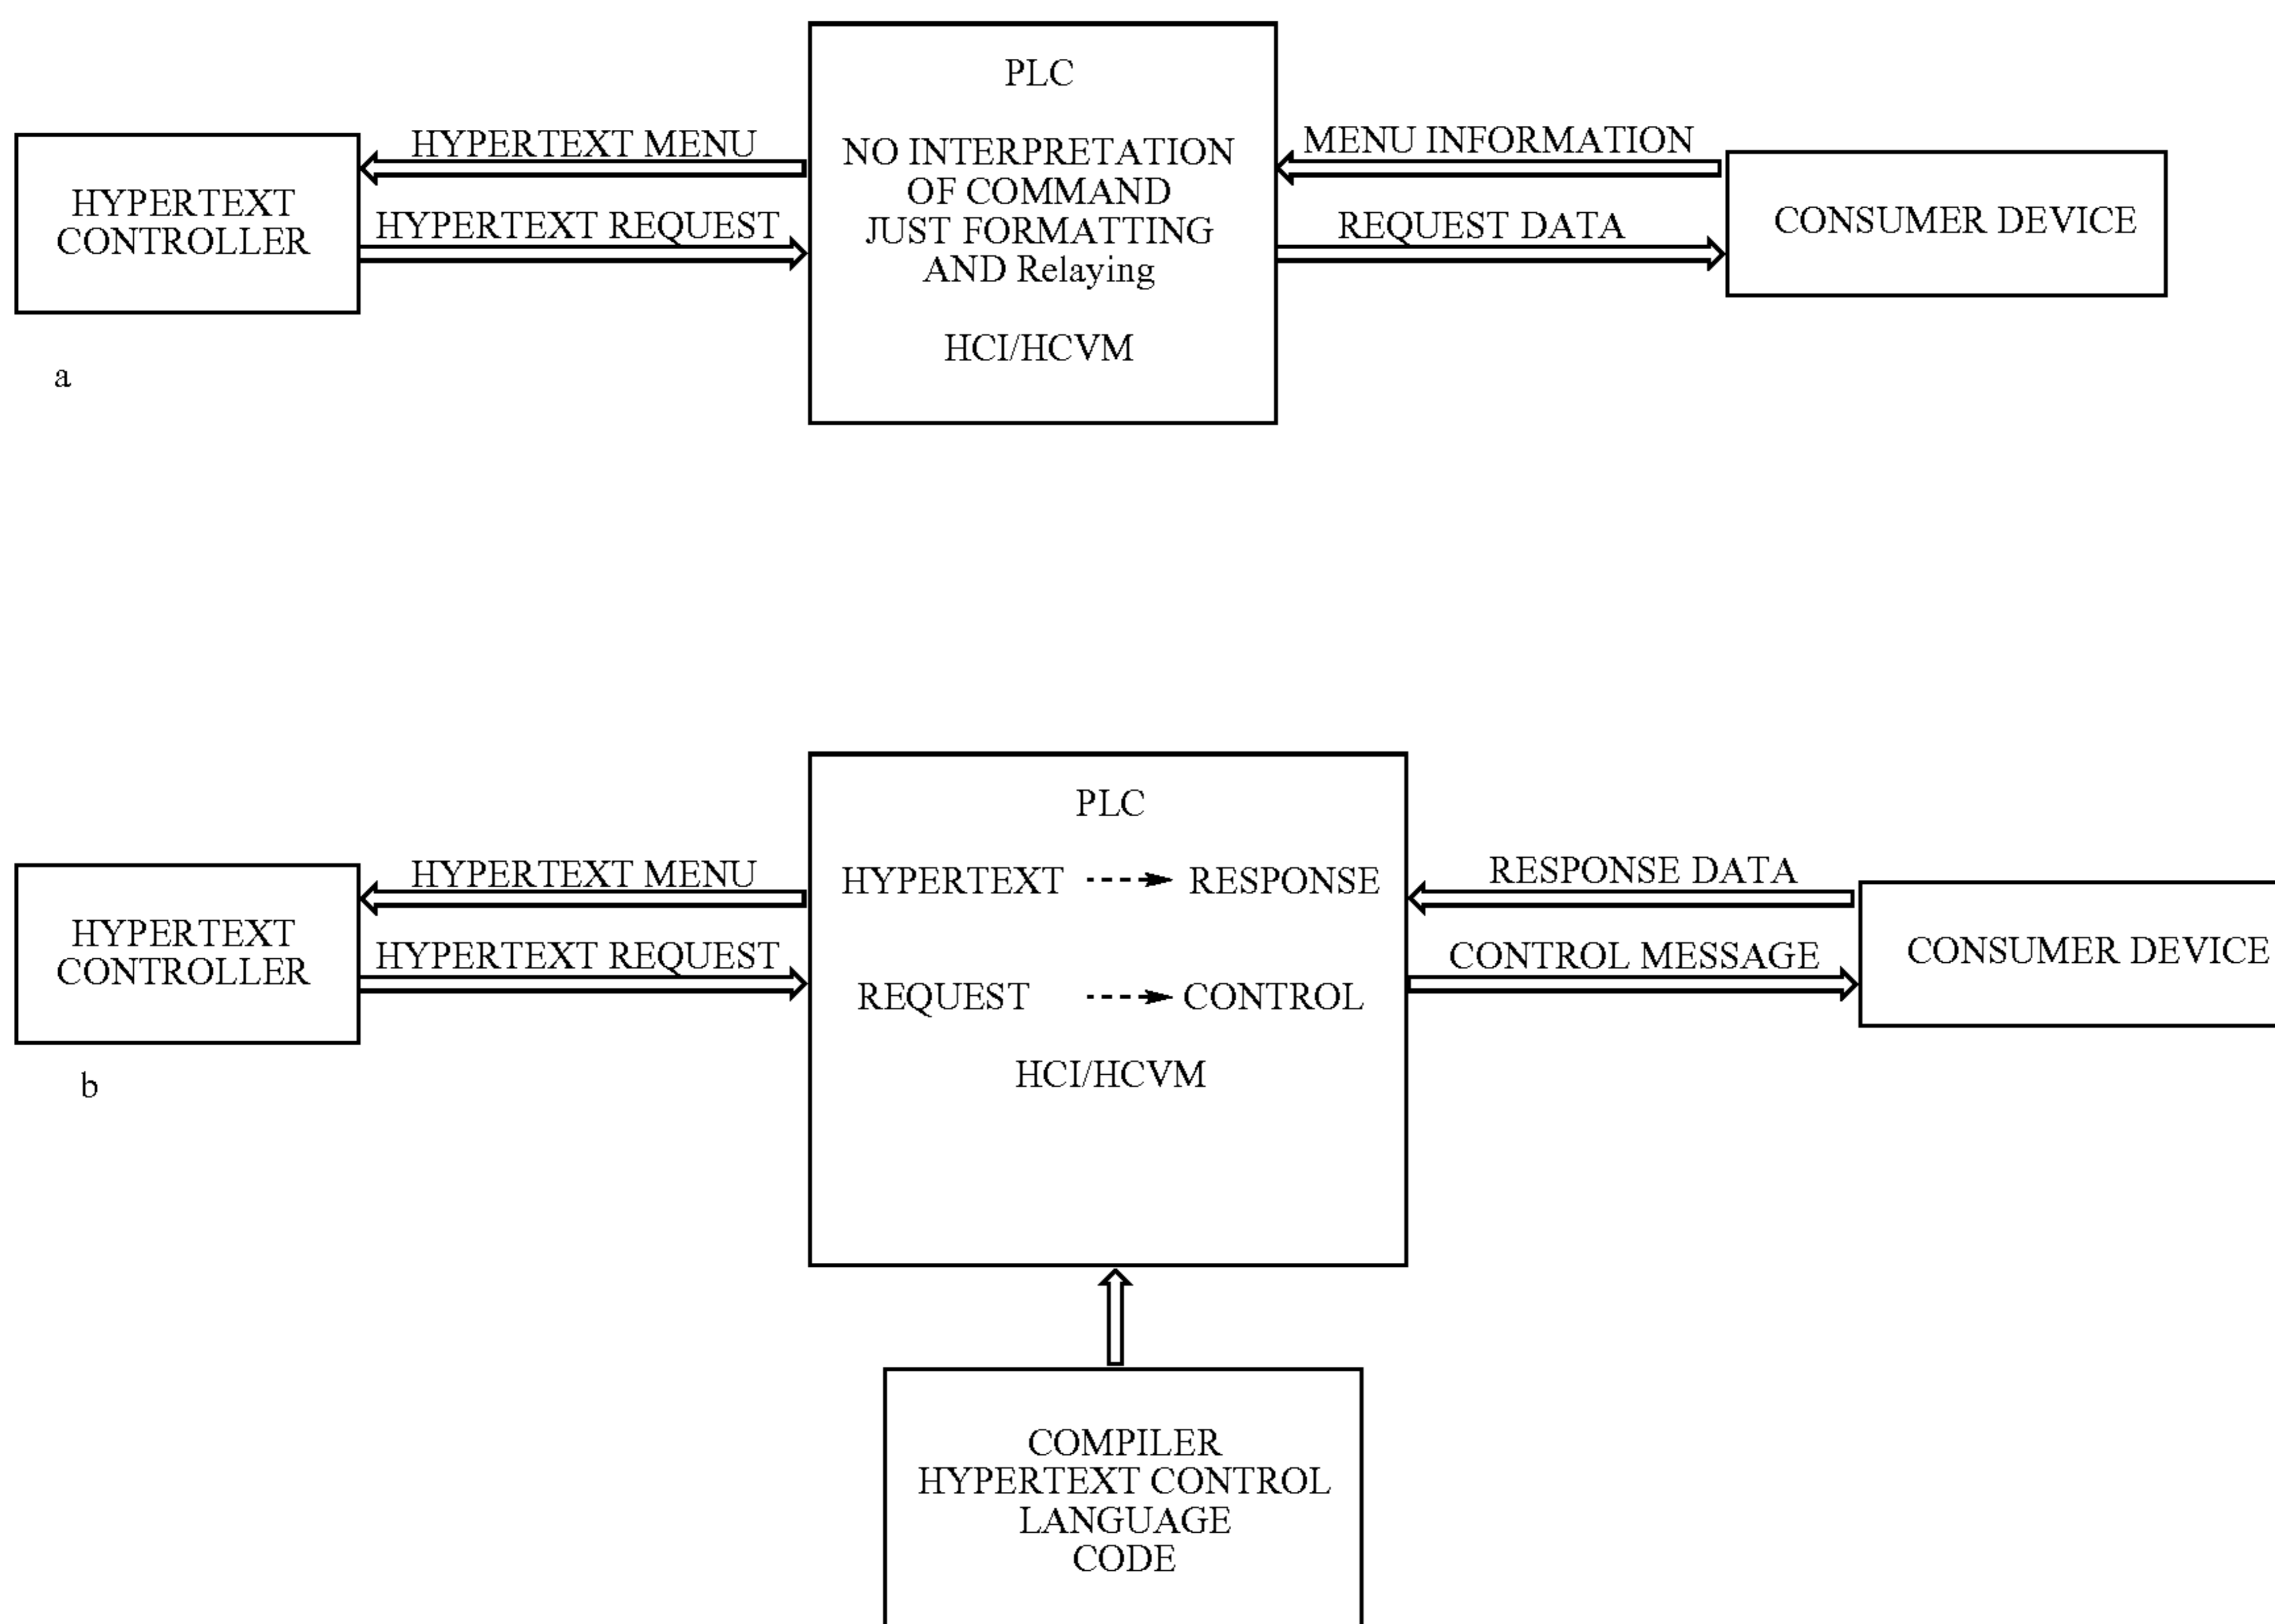 PLC
NO INTERPRETATION
OF COMMAND
JUST FORMATTING
AND Relaying
HCI/HCVM
HYPERTEXT MENU
HYPERTEXT REQUEST
HYPERTEXT
CONTROLLER
MENU INFORMATION
REQUEST DATA
CONSUMER DEVICE
a
PLC
HYPERTEXT RESPONSE
REQUEST CONTROL
HCI/HCVM
HYPERTEXT MENU
HYPERTEXT REQUEST
HYPERTEXT
CONTROLLER
RESPONSE DATA
CONTROL MESSAGE
CONSUMER DEVICE
b
COMPILER
HYPERTEXT CONTROL
LANGUAGE
CODE